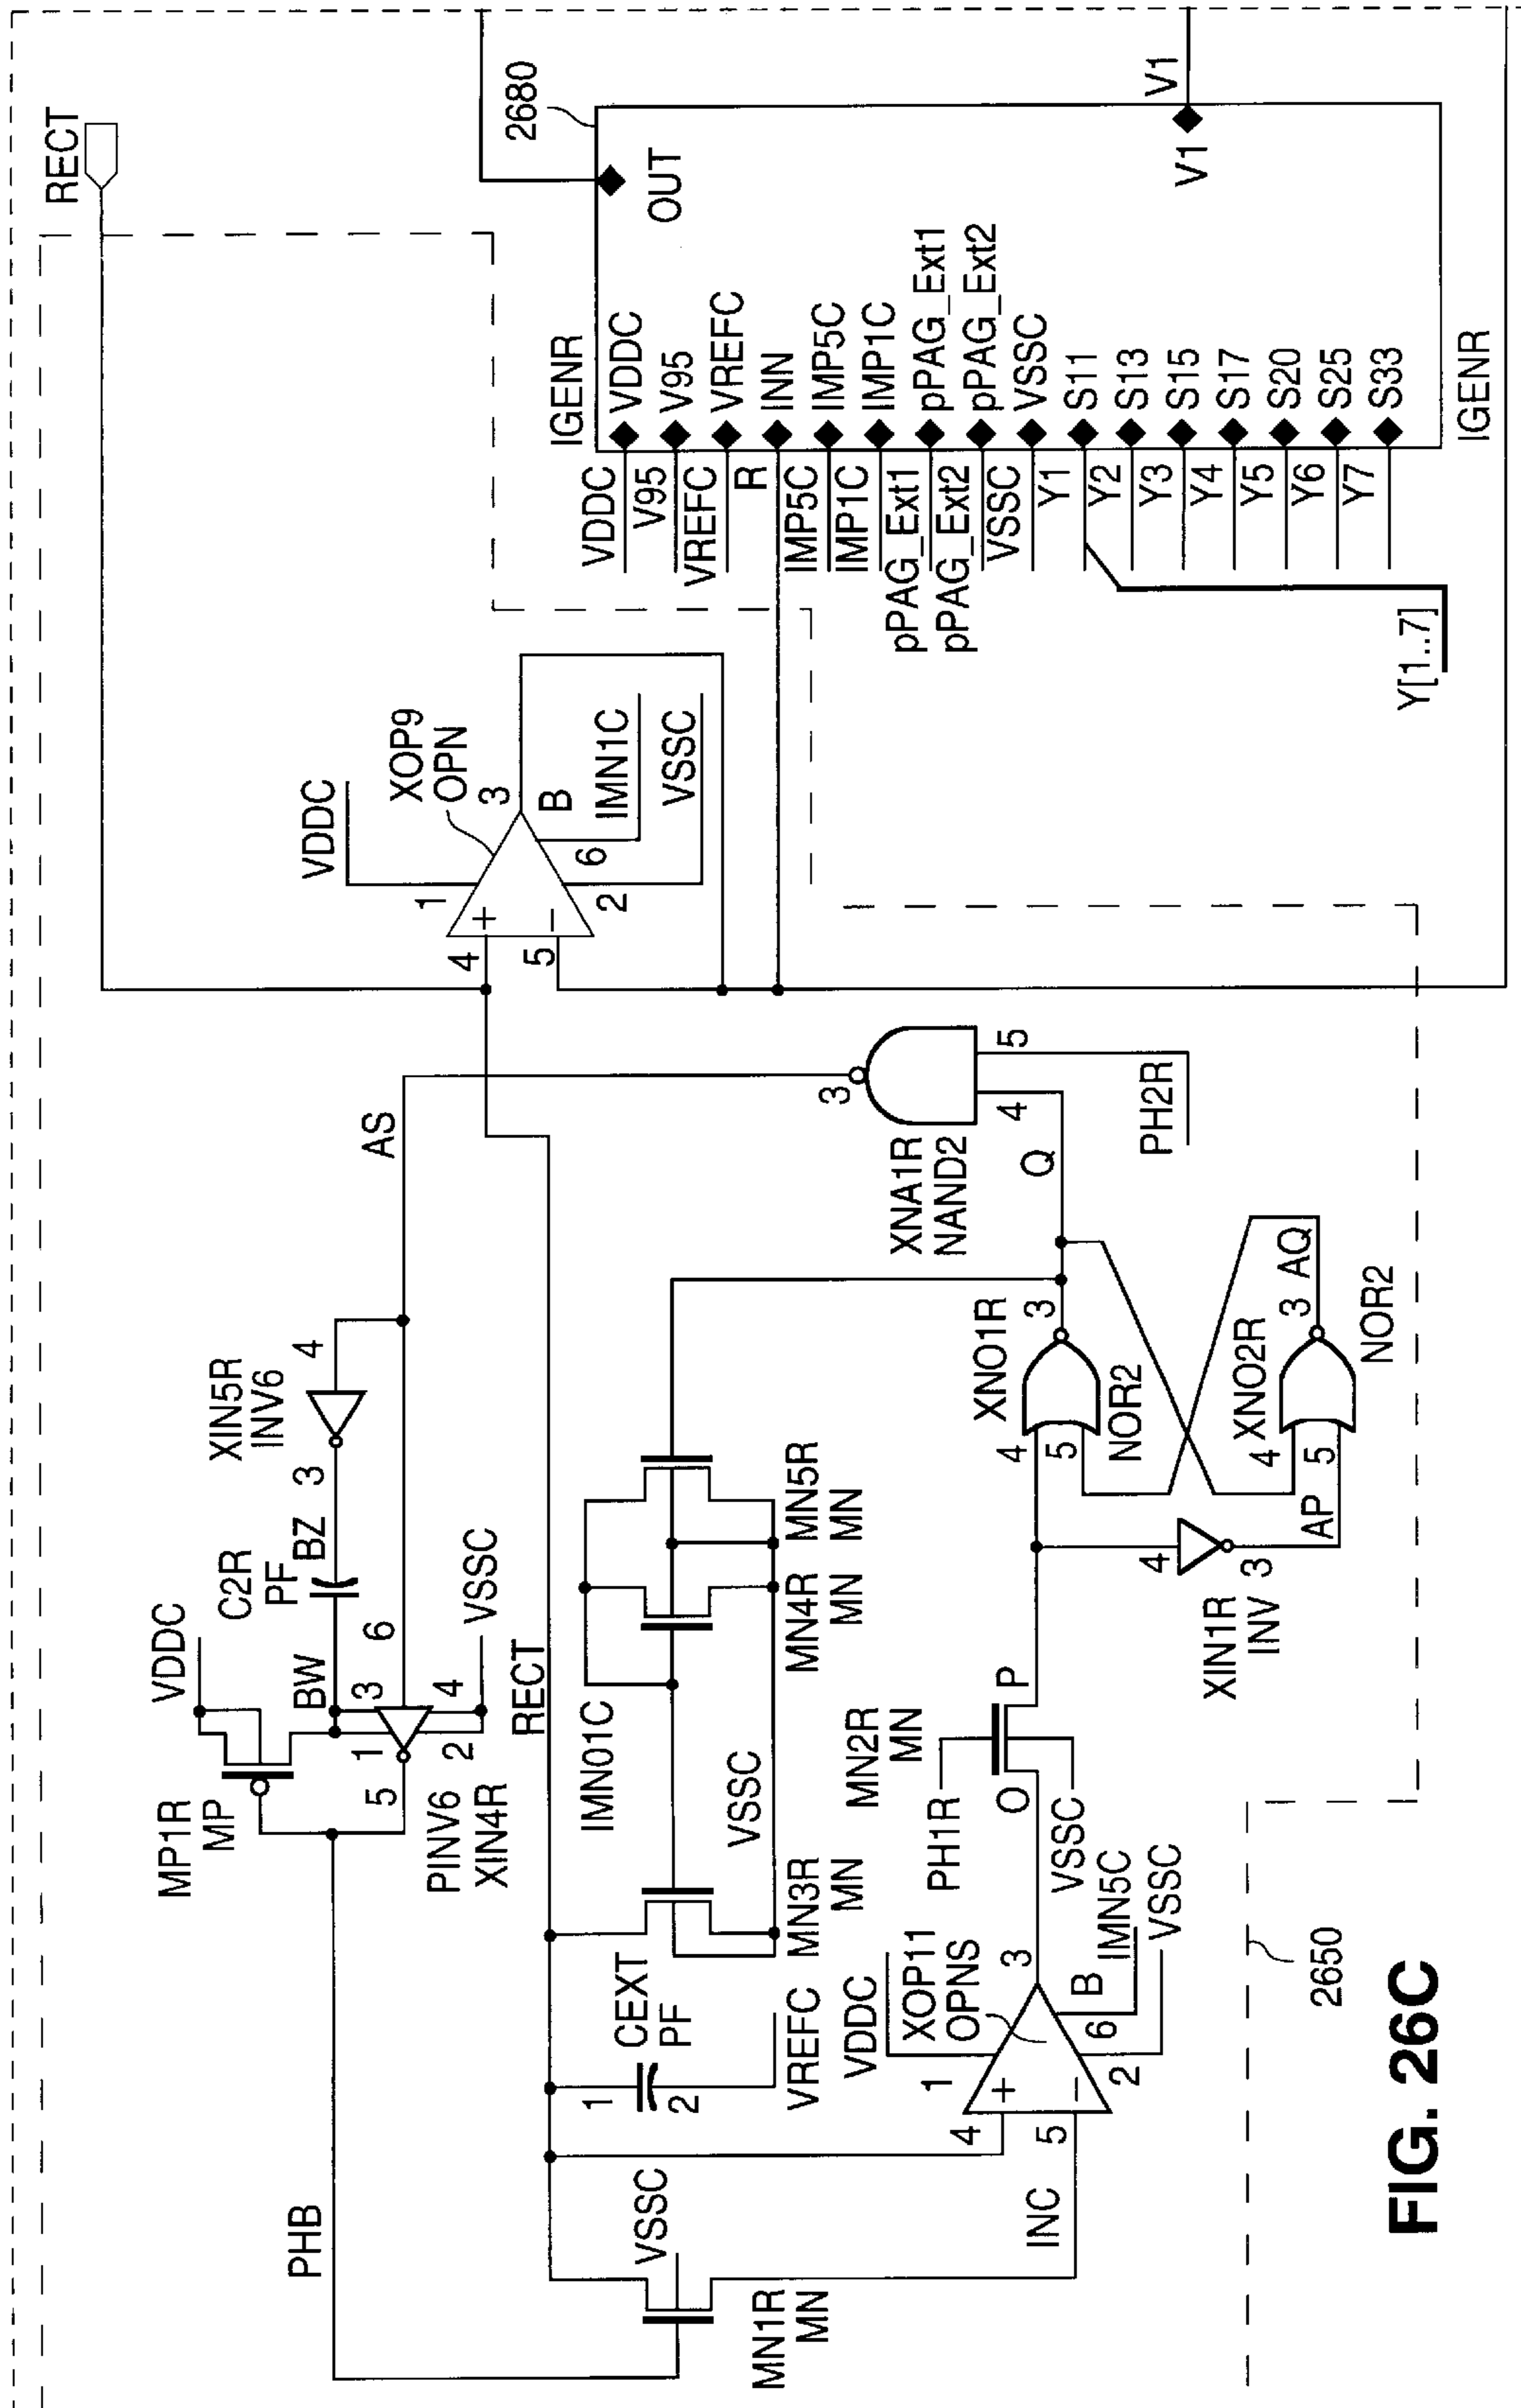 RECT
MP1R
MP
VDDC
BW
C2R
PF
BZ
3
XIN5R
INV6
4
AS
1
3
6
5
2
4
PINV6
XIN4R
VSSC
PHB
RECT
VDDC
XOP9
OPN
1
4
+
5
–
3
B
6
2
IMN1C
VSSC
2680
OUT
IGENR
VDDC
VDDC
V95
V95
VREFC
VREFC
R
INN
IMP5C
IMP5C
IMP1C
IMP1C
pPAG_Ext1
pPAG_Ext1
pPAG_Ext2
pPAG_Ext2
VSSC
VSSC
Y1
S11
Y2
S13
Y3
S15
Y4
S17
Y5
S20
Y6
S25
Y7
S33
V1
V1
IGENR
Y[1..7]
VSSC
MN1R
MN
INC
1
CEXT
PF
2
VREFC
MN3R
MN
IMN01C
VSSC
MN4R
MN
MN5R
MN
XNA1R
NAND2
3
4
5
Q
PH2R
VDDC
XOP11
OPNS
1
4
+
5
–
3
B
6
2
IMN5C
VSSC
PH1R
MN2R
MN
O
P
VSSC
XNO1R
4
5
3
NOR2
XIN1R
INV
4
3
AP
XNO2R
4
5
3
AQ
NOR2
2650
FIG. 26C